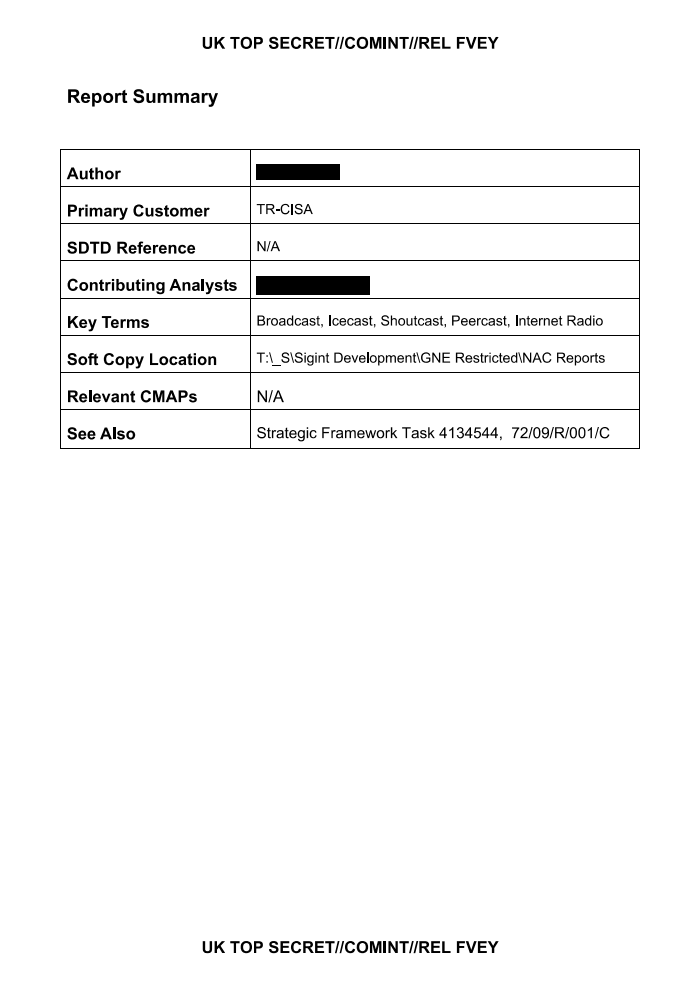 UK TOP SECRET//COMINT//REL FVEY
Report Summary
Author
Primary Customer TR-CISA
SDTD Reference N/A
Contributing Analysts
Key Terms Broadcast, Icecast, Shoutcast, Peercast, Internet Radio
Soft Copy Location T:\_S\Sigint Development\GNE Restricted\NAC Reports
Relevant CMAPs N/A
See Also Strategic Framework Task 4134544, 72/09/R/001/C
UK TOP SECRET//COMINT//REL FVEY